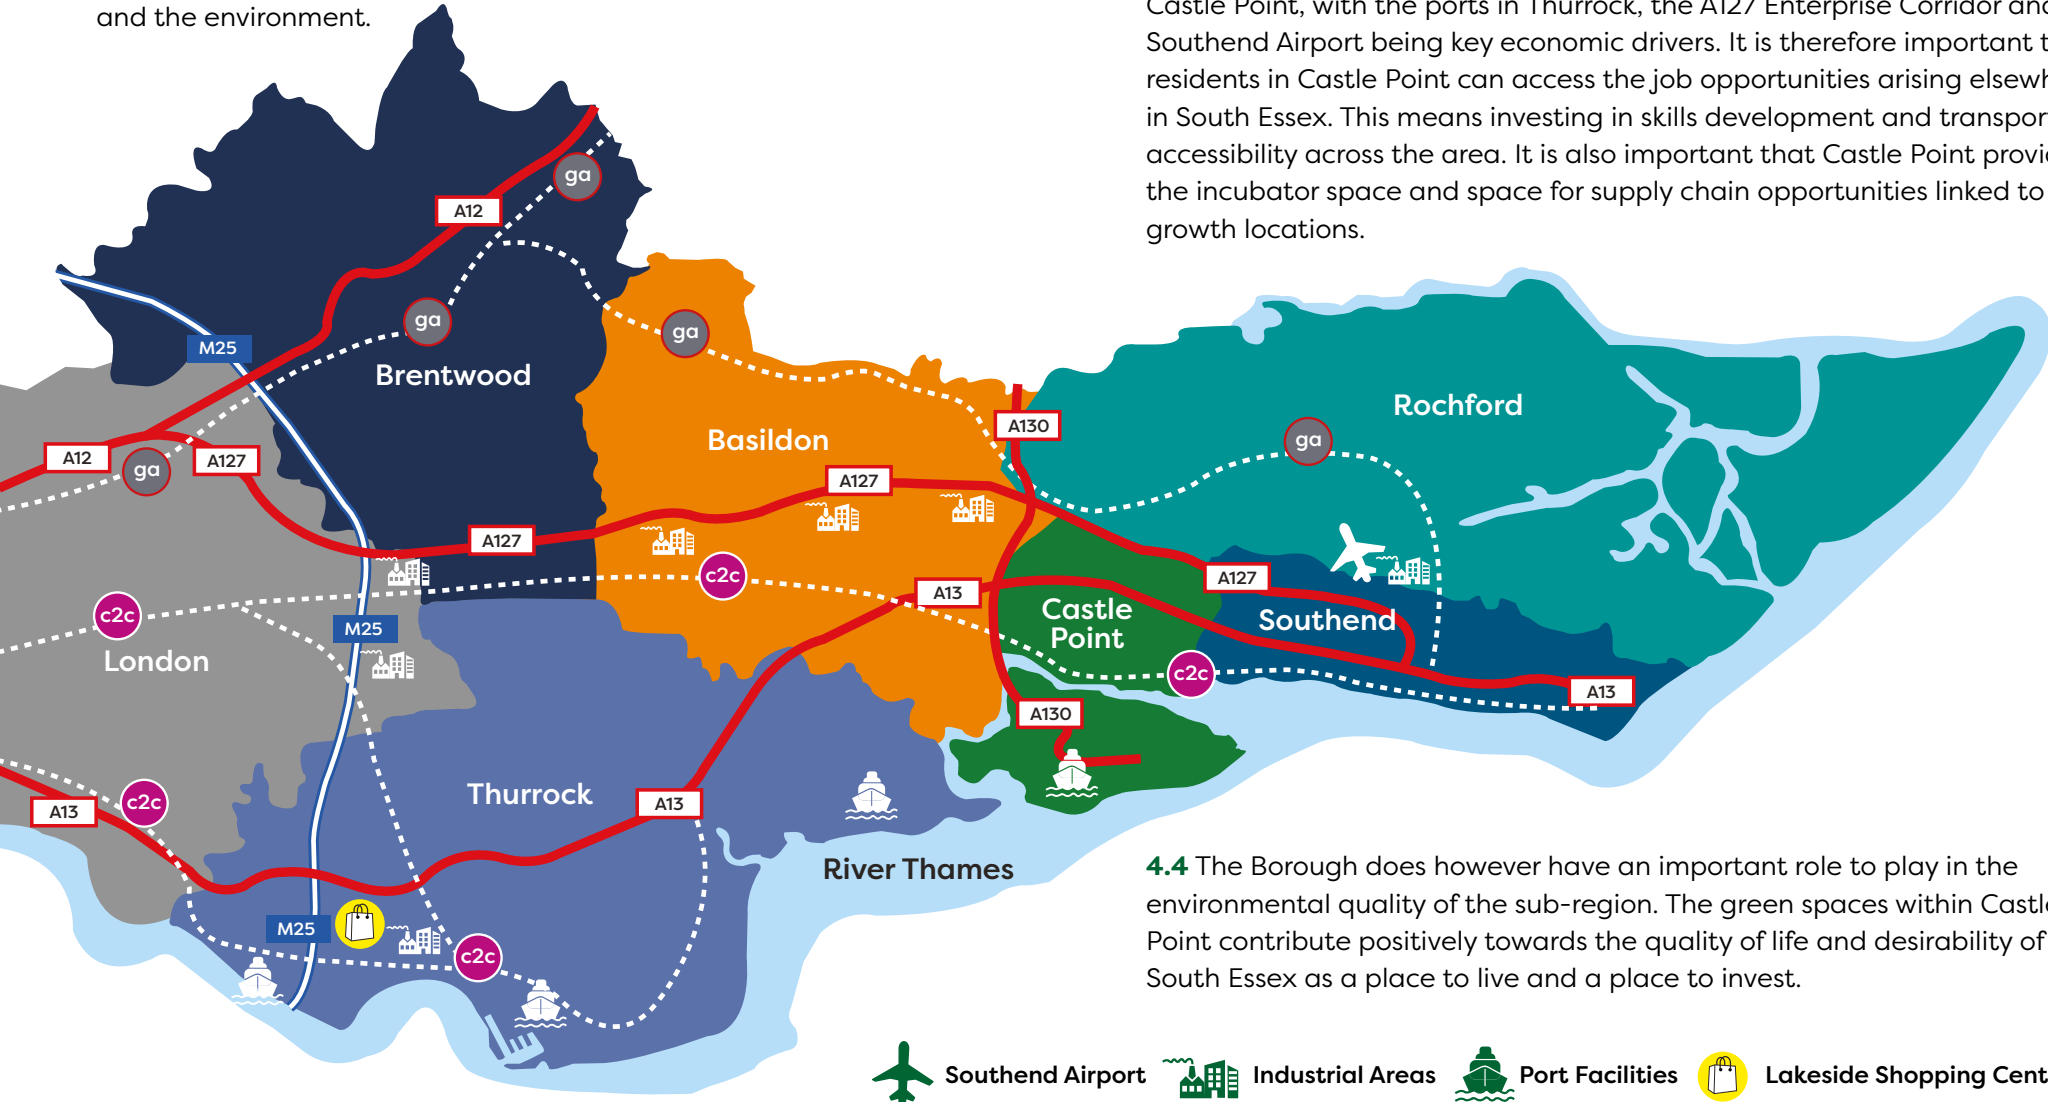 and the environment.
Castle Point, with the ports in Thurrock, the A127 Enterprise Corridor and
Southend Airport being key economic drivers. It is therefore important t
residents in Castle Point can access the job opportunities arising elsewh
in South Essex. This means investing in skills development and transport
accessibility across the area. It is also important that Castle Point provid
the incubator space and space for supply chain opportunities linked to
growth locations.
ga
A12
ga
ga
M25
Brentwood
Rochford
A130
Basildon
ga
A12
A127
ga
A127
A127
c2c
A127
A13
Castle
Point
c2c
Southend
M25
London
c2c
A13
A130
Thurrock
A13
c2c
A13
River Thames
M25
c2c
4.4 The Borough does however have an important role to play in the
environmental quality of the sub-region. The green spaces within Castle
Point contribute positively towards the quality of life and desirability of
South Essex as a place to live and a place to invest.
Southend Airport
Industrial Areas
Port Facilities
Lakeside Shopping Cent